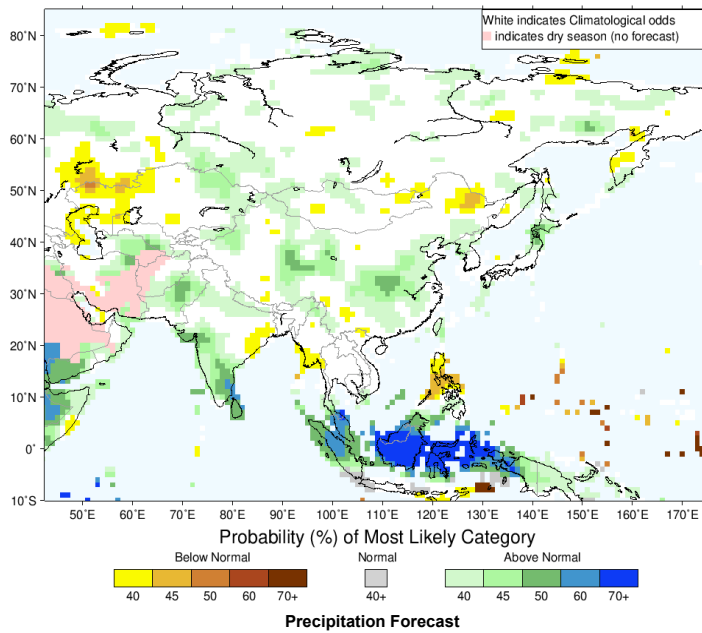 White indicates Climatological odds
indicates dry season (no forecast)
80˚N
70˚N
60˚N
50˚N
40˚N
30˚N
20˚N
10˚N
0˚
10˚S
50˚E 60˚E 70˚E 80˚E 90˚E 100˚E 110˚E 120˚E 130˚E 140˚E 150˚E 160˚E 170˚E
Probability (%) of Most Likely Category
Below Normal Normal Above Normal
40 45 50 60 70+ 40+ 40 45 50 60 70+
Precipitation Forecast